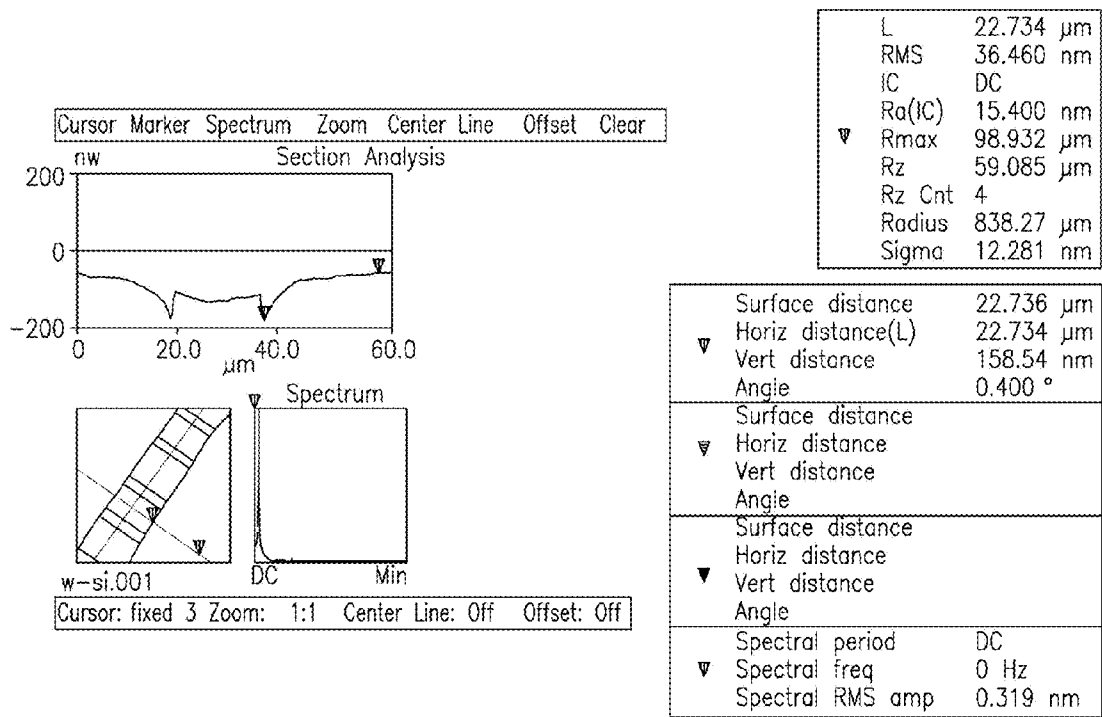 L 22.734 µm
RMS 36.460 nm
IC DC
Ra(IC) 15.400 nm
Rmax 98.932 µm
Rz 59.085 µm
Rz Cnt 4
Radius 838.27 µm
Sigma 12.281 nm
Cursor Marker Spectrum Zoom Center Line Offset Clear
nw Section Analysis
200
0
-200
0 20.0 40.0 60.0
µm
Surface distance 22.736 µm
Horiz distance(L) 22.734 µm
Vert distance 158.54 nm
Angle 0.400 °
Surface distance
Horiz distance
Vert distance
Angle
Surface distance
Horiz distance
Vert distance
Angle
Spectral period DC
Spectral freq 0 Hz
Spectral RMS amp 0.319 nm
Spectrum
DC Min
w-si.001
Cursor: fixed 3 Zoom: 1:1 Center Line: Off Offset: Off